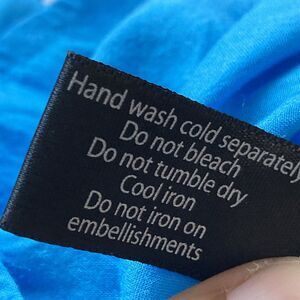 Hand wash cold separately
Do not bleach
Do not tumble dry
Cool iron
Do not iron on
embellishments